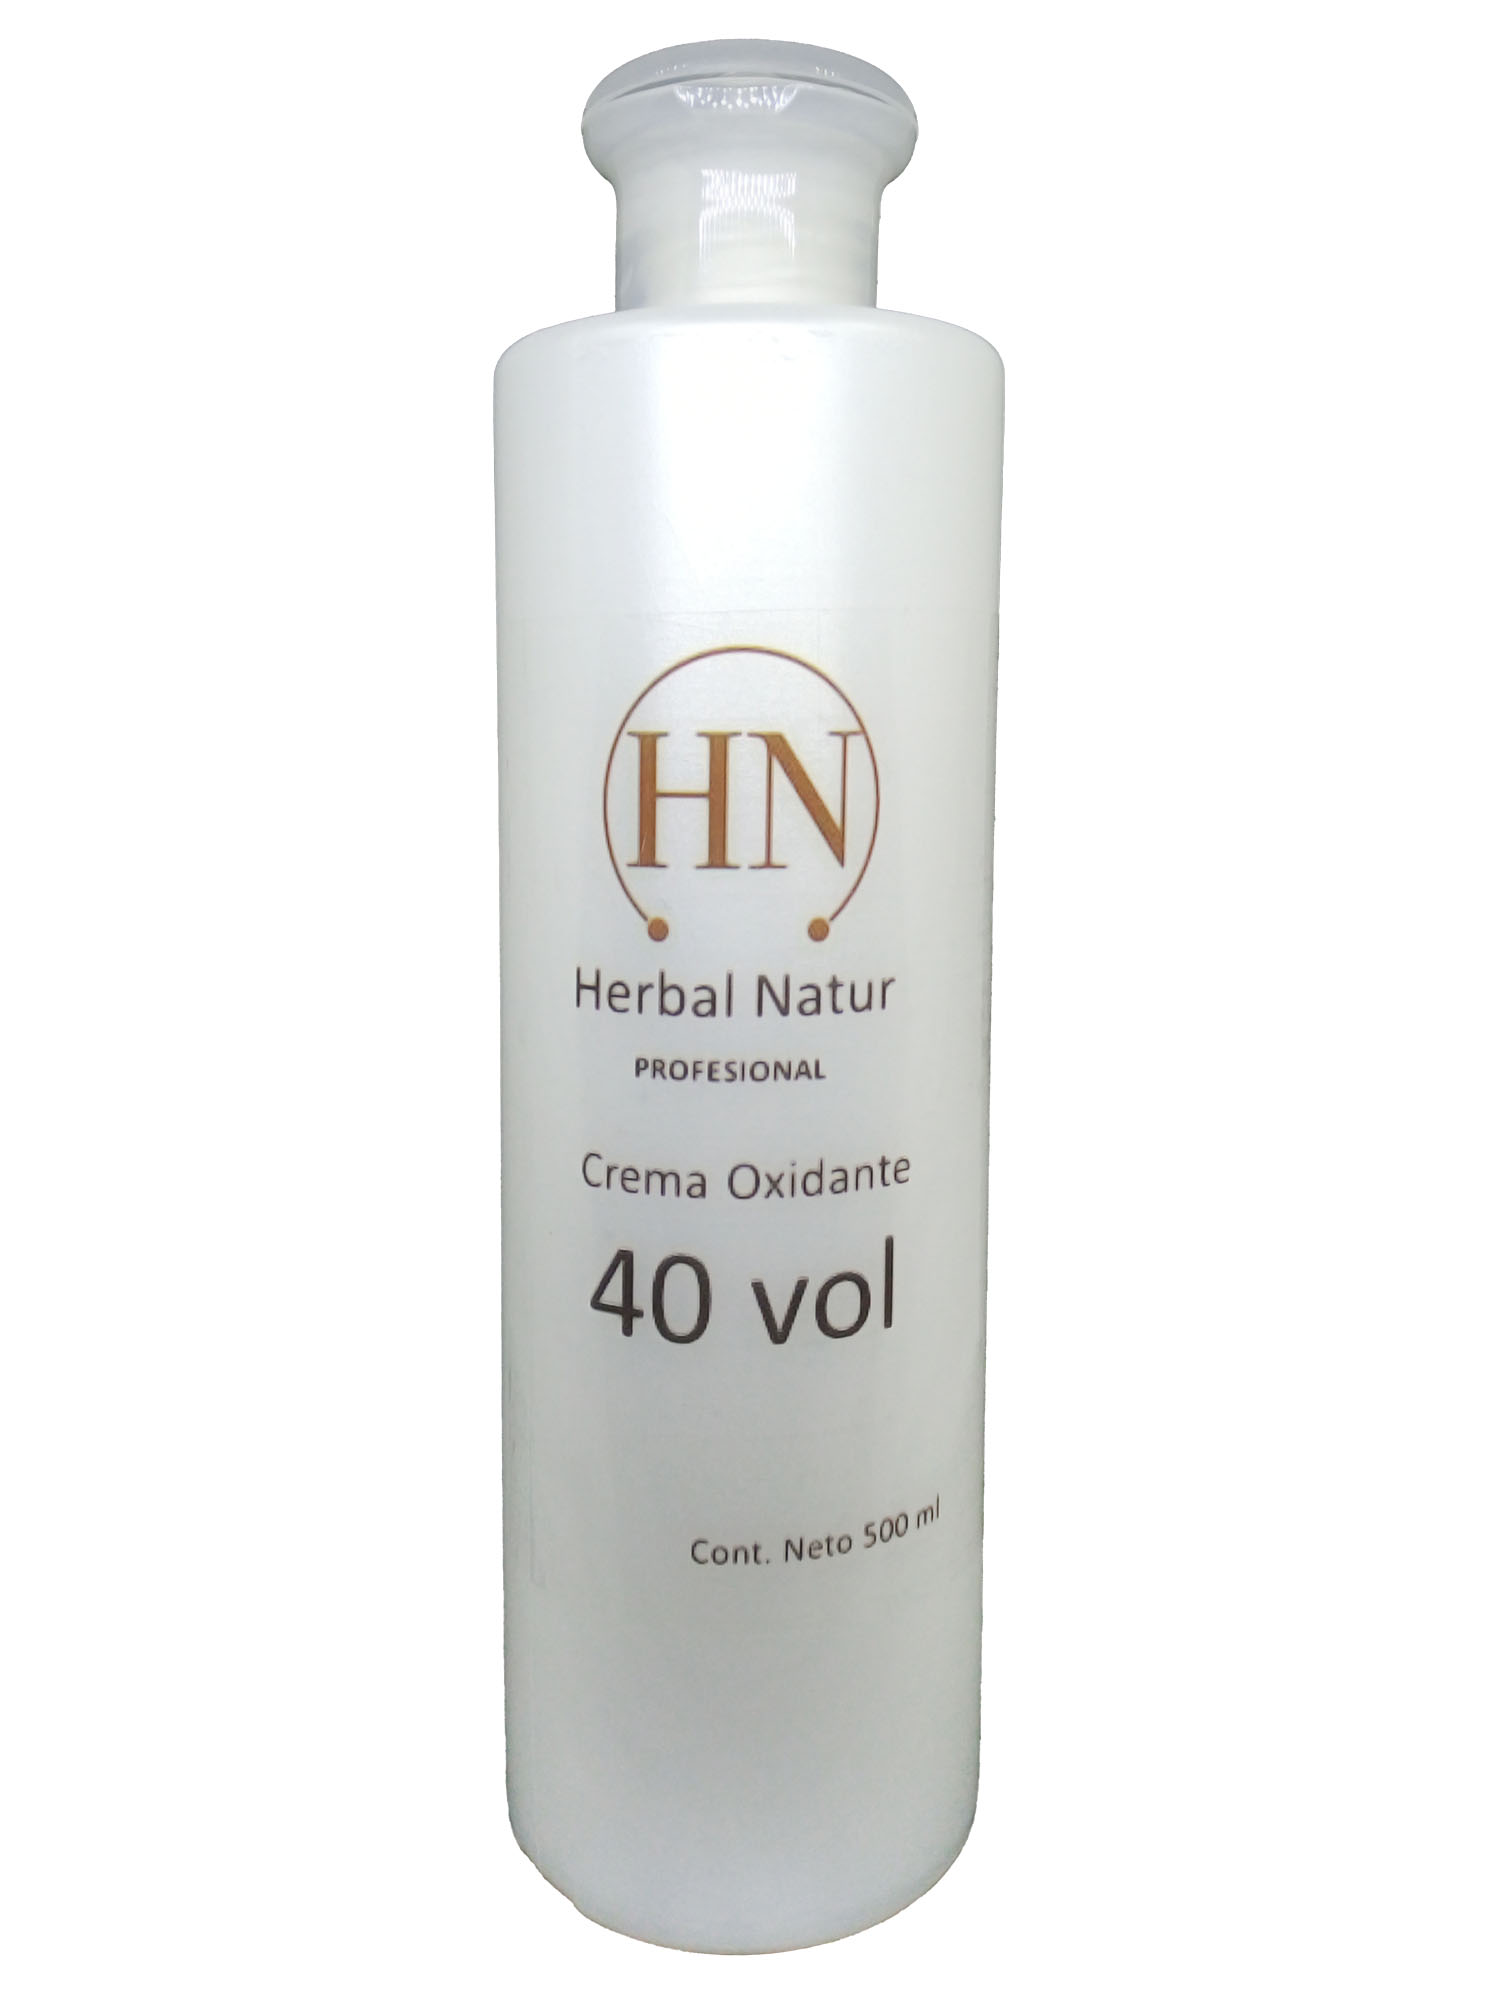 HN
Herbal Natur
PROFESIONAL
Crema Oxidante
40 vol
Cont. Neto 500 ml